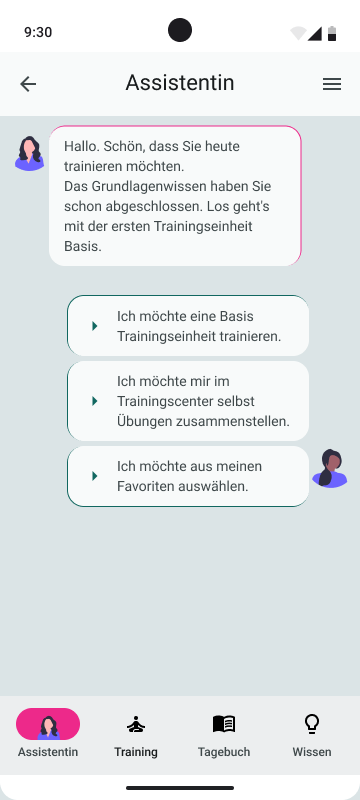 9:30
Assistentin
Hallo. Schön, dass Sie heute
trainieren möchten.
Das Grundlagenwissen haben Sie
schon abgeschlossen. Los geht's
mit der ersten Trainingseinheit
Basis.
Ich möchte eine Basis
Trainingseinheit trainieren.
Ich möchte mir im
Trainingscenter selbst
Übungen zusammenstellen.
Ich möchte aus meinen
Favoriten auswählen.
Assistentin
Training
Tagebuch
Wissen